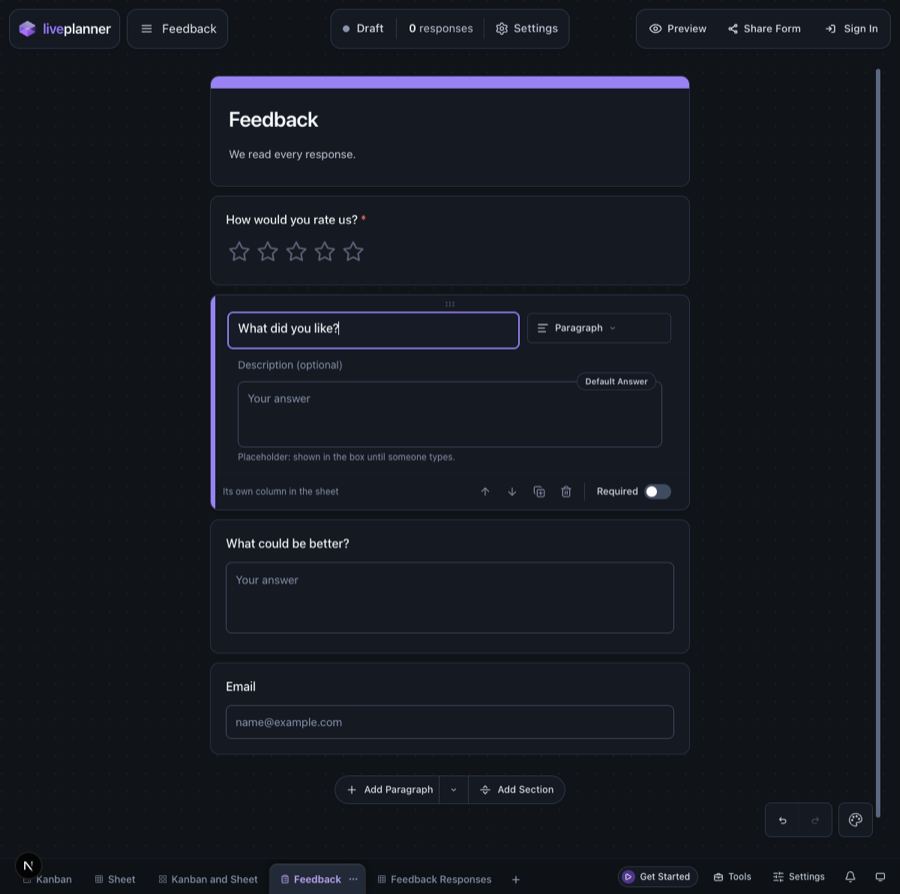 liveplanner
Feedback
Draft
0 responses
Settings
Preview
Share Form
Sign In
Feedback
We read every response.
How would you rate us? *
What did you like?
Paragraph
Description (optional)
Default Answer
Your answer
Placeholder: shown in the box until someone types.
Its own column in the sheet
Required
What could be better?
Your answer
Email
name@example.com
Add Paragraph
Add Section
N
Kanban
Sheet
Kanban and Sheet
Feedback
Feedback Responses
Get Started
Tools
Settings